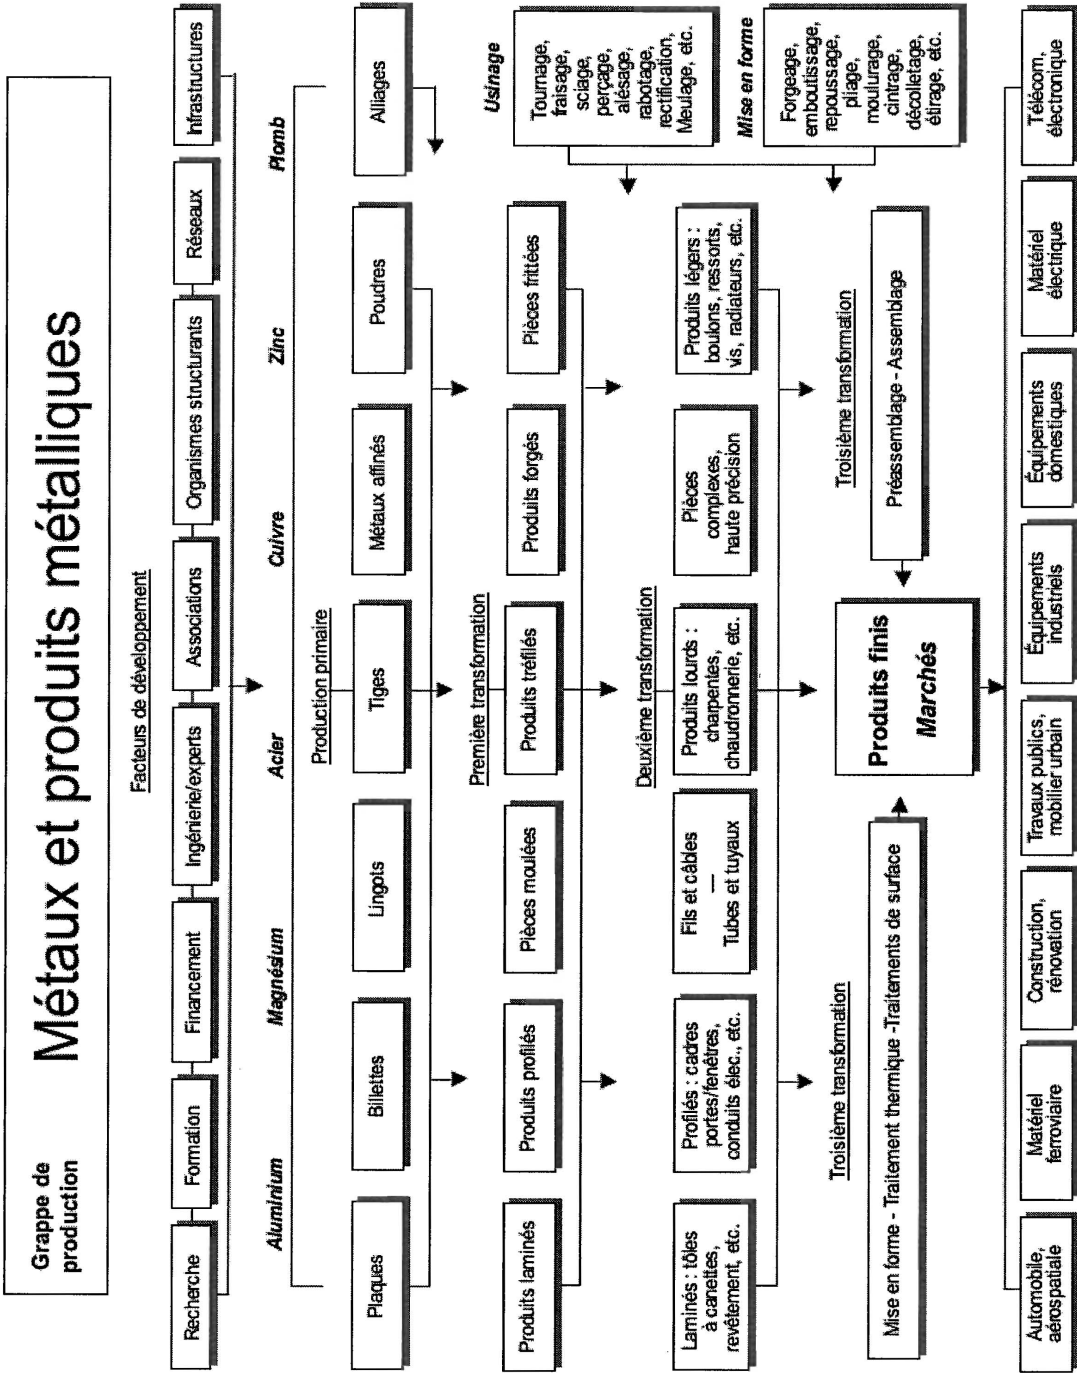 Grappe de
production
Métaux et produits métalliques
Facteurs de développement
Recherche
Formation
Financement
Ingénierie/experts
Associations
Organismes structurants
Réseaux
Infrastructures
Aluminium
Magnésium
Acier
Cuivre
Zinc
Plomb
Production primaire
Plaques
Billettes
Lingots
Tiges
Métaux affinés
Poudres
Alliages
Première transformation
Produits laminés
Produits profilés
Pièces moulées
Produits tréfilés
Produits forgés
Pièces frittées
Usinage
Tournage,
fraisage,
sciage,
perçage,
alésage,
rabotage,
rectification,
Meulage, etc.
Deuxième transformation
Laminés : tôles
à canettes,
revêtement, etc.
Profilés : cadres
portes/fenêtres,
conduits élec., etc.
Fils et câbles
—
Tubes et tuyaux
Produits lourds :
charpentes,
chaudronnerie, etc.
Pièces
complexes,
haute précision
Produits légers :
boulons, ressorts,
vis, radiateurs, etc.
Mise en forme
Forgeage,
emboutissage,
repoussage,
pliage,
moulurage,
cintrage,
décolletage,
étirage, etc.
Troisième transformation
Mise en forme - Traitement thermique -Traitements de surface
Produits finis
Marchés
Troisième transformation
Préassemblage - Assemblage
Automobile,
aérospatiale
Matériel
ferroviaire
Construction,
rénovation
Travaux publics,
mobilier urbain
Équipements
industriels
Équipements
domestiques
Matériel
électrique
Télécom,
électronique